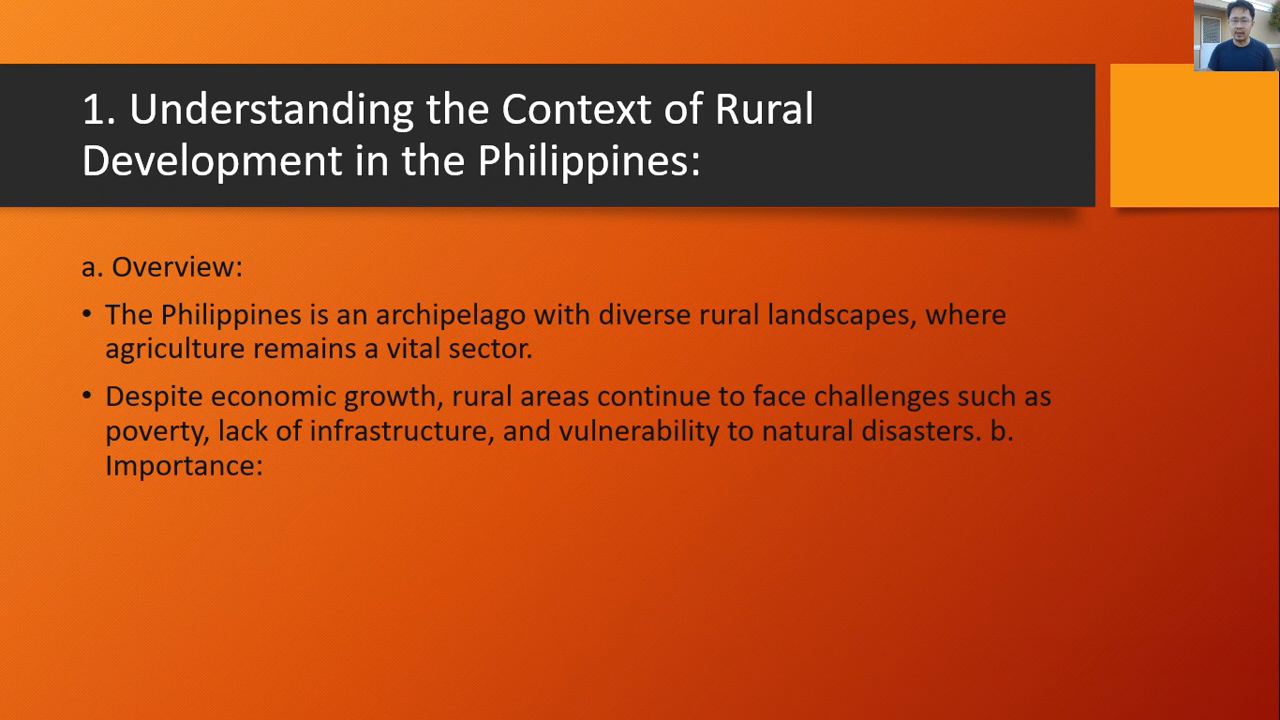 1. Understanding the Context of Rural
Development in the Philippines:
a. Overview:
• The Philippines is an archipelago with diverse rural landscapes, where
agriculture remains a vital sector.
• Despite economic growth, rural areas continue to face challenges such as
poverty, lack of infrastructure, and vulnerability to natural disasters. b.
Importance: